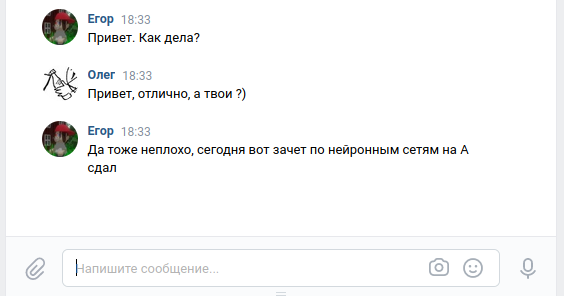 Егор 18:33
Привет. Как дела?
Олег 18:33
Привет, отлично, а твои ?)
Егор 18:33
Да тоже неплохо, сегодня вот зачет по нейронным сетям на А
сдал
Напишите сообщение...